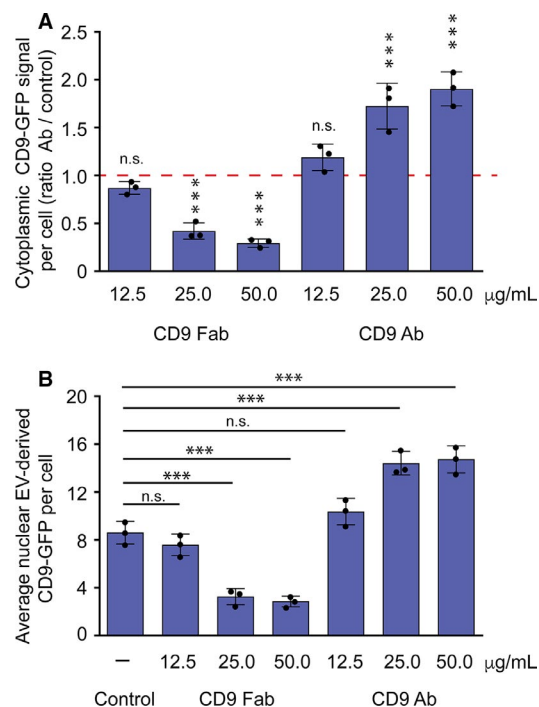 A
Cytoplasmic CD9-GFP signal
per cell (ratio Ab / control)
2.5
2.0
1.5
1.0
0.5
0
n.s.
***
***
n.s.
***
***
12.5 25.0 50.0 12.5 25.0 50.0 μg/mL
CD9 Fab CD9 Ab
B
Average nuclear EV-derived
CD9-GFP per cell
20
16
12
8
4
0
***
***
n.s.
***
***
n.s.
– 12.5 25.0 50.0 12.5 25.0 50.0 μg/mL
Control CD9 Fab CD9 Ab